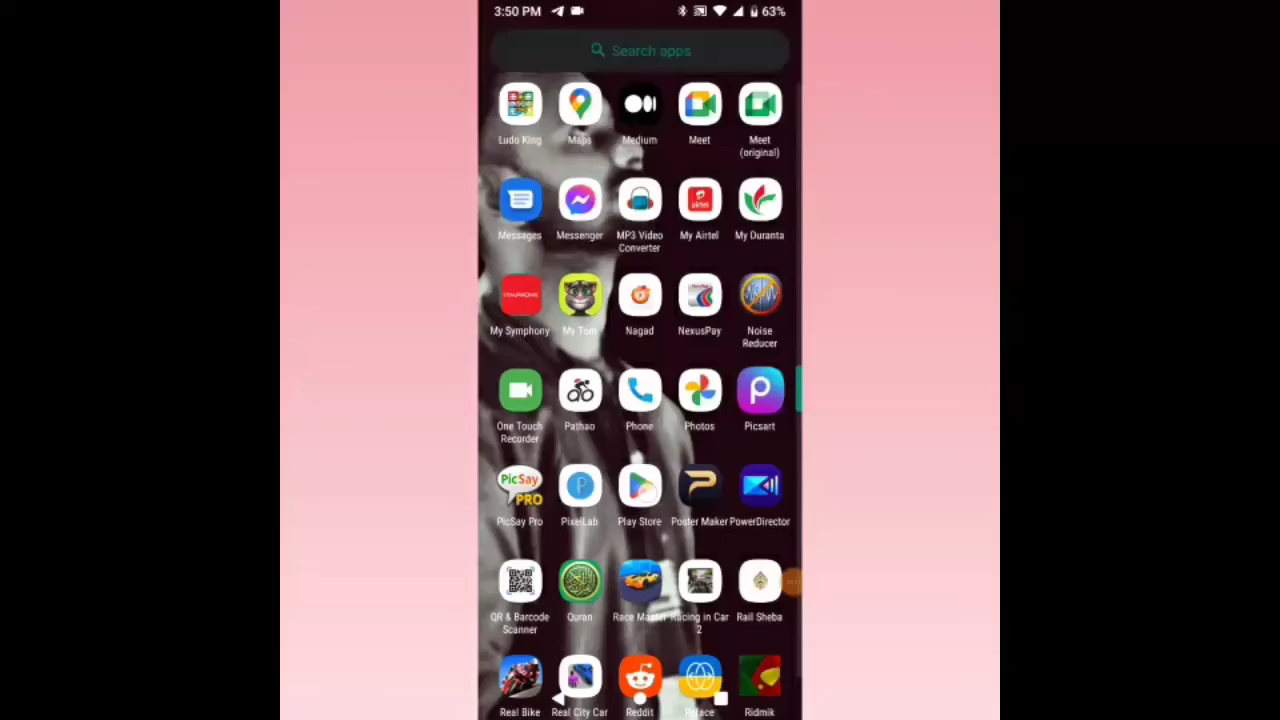 3:50 PM 63%
Search apps
Ludo King Maps Medium Meet Meet
(original)
Messages Messenger MP3 Video My Airtel My Duranta
Converter
airtel
My Symphony My Tom Nagad NexusPay Noise
Reducer
One Touch Pathao Phone Photos Picsart
Recorder
PicSay
PRO
PicSay Pro PixelLab Play Store Poster Maker PowerDirector
QR & Barcode Quran Race Master Racing in Car Rail Sheba
Scanner 2
Real Bike Real City Car Reddit Reface Ridmik